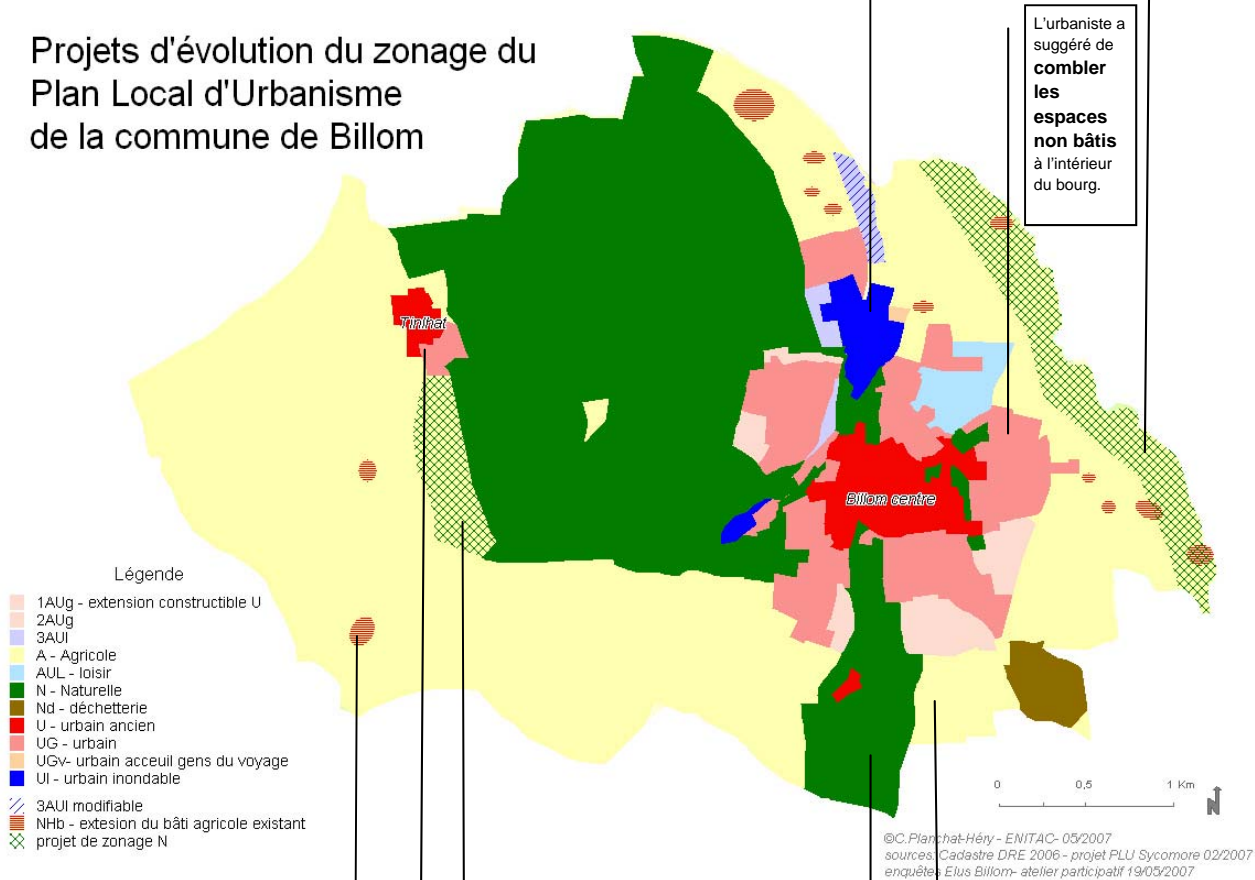 Projets d'évolution du zonage du
Plan Local d'Urbanisme
de la commune de Billom
L'urbaniste a
suggéré de
combler
les
espaces
non bâtis
à l'intérieur
du bourg.
Tinlhat
Billom centre
Légende
1AUg - extension constructible U
2AUg
3AUI
A - Agricole
AUL - loisir
N - Naturelle
Nd - déchetterie
U - urbain ancien
UG - urbain
UGv- urbain acceuil gens du voyage
UI - urbain inondable
3AUI modifiable
NHb - extesion du bâti agricole existant
projet de zonage N
0 0,5 1 Km
N
©C.Planchat-Héry - ENITAC- 05/2007
sources: Cadastre DRE 2006 - projet PLU Sycomore 02/2007
enquêtes Elus Billom- atelier participatif 19/05/2007